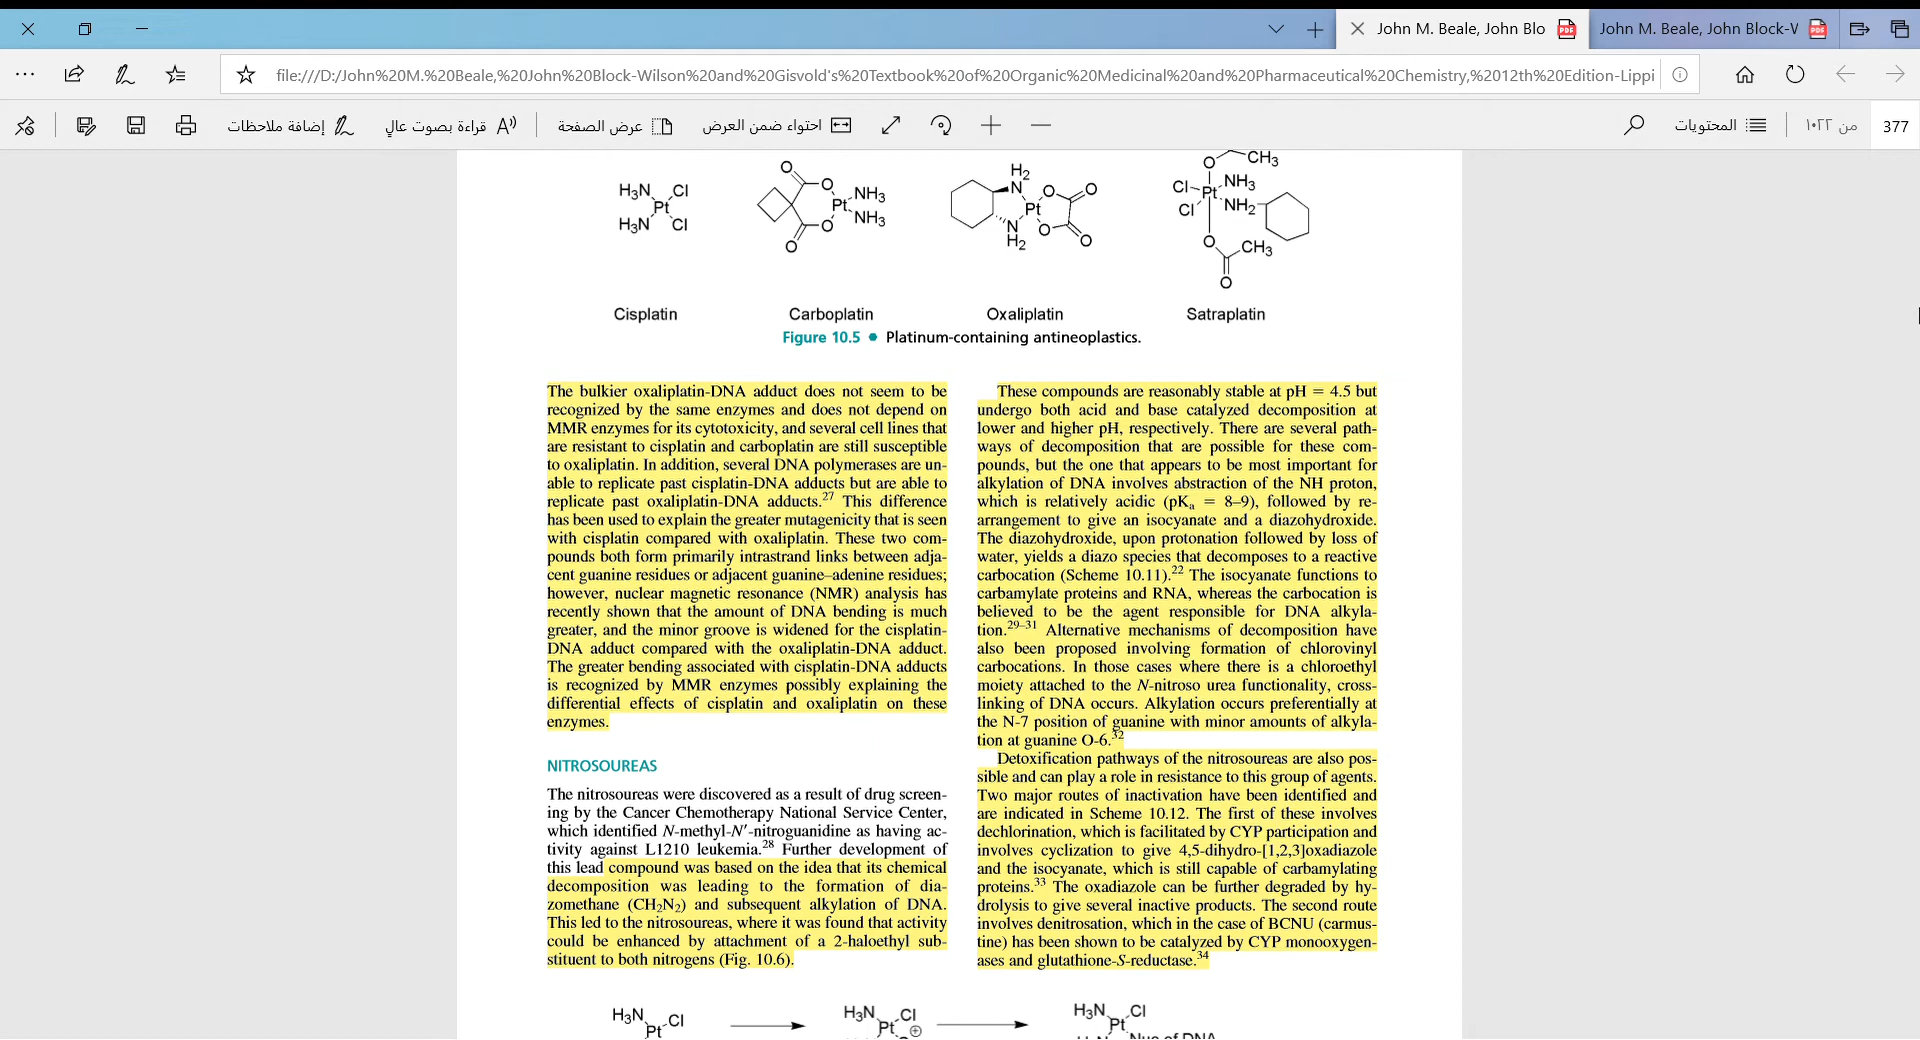 John M. Beale, John Blo
John M. Beale, John Block-V
file:///D:/John%20M.%20Beale,%20John%20Block-Wilson%20and%20Gisvold's%20Textbook%20of%20Organic%20Medicinal%20and%20Pharmaceutical%20Chemistry,%2012th%20Edition-Lippi
إضافة ملاحظات
قراءة بصوت عالٍ
عرض الصفحة
احتواء ضمن العرض
المحتويات
من ١٠٢٢
377
H3N Cl
Pt
H3N Cl
O
O
Pt
NH3
NH3
O
O
H2
N
O
O
Pt
N
H2
O
O
O CH3
Cl Pt NH3
Cl NH2
O
CH3
O
Cisplatin
Carboplatin
Oxaliplatin
Satraplatin
Figure 10.5 • Platinum-containing antineoplastics.
The bulkier oxaliplatin-DNA adduct does not seem to be
recognized by the same enzymes and does not depend on
MMR enzymes for its cytotoxicity, and several cell lines that
are resistant to cisplatin and carboplatin are still susceptible
to oxaliplatin. In addition, several DNA polymerases are un-
able to replicate past cisplatin-DNA adducts but are able to
replicate past oxaliplatin-DNA adducts.27 This difference
has been used to explain the greater mutagenicity that is seen
with cisplatin compared with oxaliplatin. These two com-
pounds both form primarily intrastrand links between adja-
cent guanine residues or adjacent guanine–adenine residues;
however, nuclear magnetic resonance (NMR) analysis has
recently shown that the amount of DNA bending is much
greater, and the minor groove is widened for the cisplatin-
DNA adduct compared with the oxaliplatin-DNA adduct.
The greater bending associated with cisplatin-DNA adducts
is recognized by MMR enzymes possibly explaining the
differential effects of cisplatin and oxaliplatin on these
enzymes.
NITROSOUREAS
The nitrosoureas were discovered as a result of drug screen-
ing by the Cancer Chemotherapy National Service Center,
which identified N-methyl-N′-nitroguanidine as having ac-
tivity against L1210 leukemia.28 Further development of
this lead compound was based on the idea that its chemical
decomposition was leading to the formation of dia-
zomethane (CH2N2) and subsequent alkylation of DNA.
This led to the nitrosoureas, where it was found that activity
could be enhanced by attachment of a 2-haloethyl sub-
stituent to both nitrogens (Fig. 10.6).
These compounds are reasonably stable at pH = 4.5 but
undergo both acid and base catalyzed decomposition at
lower and higher pH, respectively. There are several path-
ways of decomposition that are possible for these com-
pounds, but the one that appears to be most important for
alkylation of DNA involves abstraction of the NH proton,
which is relatively acidic (pKa = 8–9), followed by re-
arrangement to give an isocyanate and a diazohydroxide.
The diazohydroxide, upon protonation followed by loss of
water, yields a diazo species that decomposes to a reactive
carbocation (Scheme 10.11).22 The isocyanate functions to
carbamylate proteins and RNA, whereas the carbocation is
believed to be the agent responsible for DNA alkyla-
tion.29–31 Alternative mechanisms of decomposition have
also been proposed involving formation of chlorovinyl
carbocations. In those cases where there is a chloroethyl
moiety attached to the N-nitroso urea functionality, cross-
linking of DNA occurs. Alkylation occurs preferentially at
the N-7 position of guanine with minor amounts of alkyla-
tion at guanine O-6.32
Detoxification pathways of the nitrosoureas are also pos-
sible and can play a role in resistance to this group of agents.
Two major routes of inactivation have been identified and
are indicated in Scheme 10.12. The first of these involves
dechlorination, which is facilitated by CYP participation and
involves cyclization to give 4,5-dihydro-[1,2,3]oxadiazole
and the isocyanate, which is still capable of carbamylating
proteins.33 The oxadiazole can be further degraded by hy-
drolysis to give several inactive products. The second route
involves denitrosation, which in the case of BCNU (carmus-
tine) has been shown to be catalyzed by CYP monooxygen-
ases and glutathione-S-reductase.34
H3N Cl
Pt
H3N Cl
Pt
H3N Cl
Pt